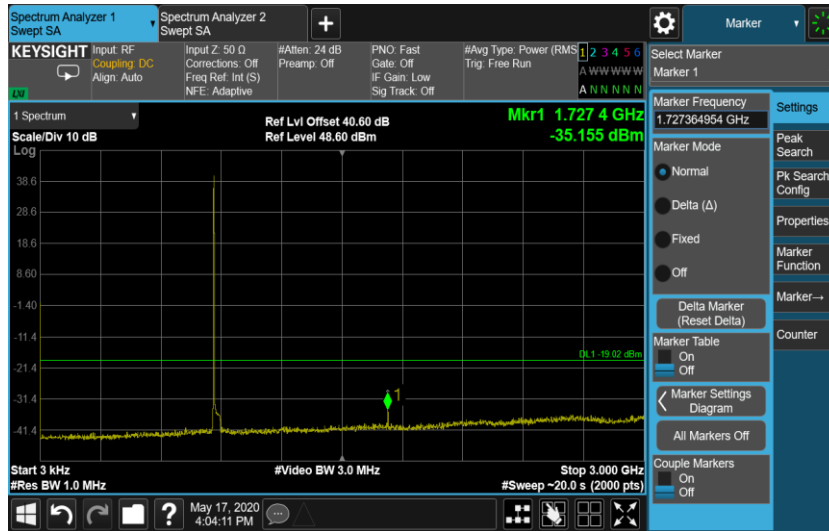 Spectrum Analyzer 1
Swept SA
Spectrum Analyzer 2
Swept SA
+
Marker
KEYSIGHT
Input: RF
Coupling: DC
Align: Auto
Input Z: 50 Ω
Corrections: Off
Freq Ref: Int (S)
NFE: Adaptive
#Atten: 24 dB
Preamp: Off
PNO: Fast
Gate: Off
IF Gain: Low
Sig Track: Off
#Avg Type: Power (RMS
Trig: Free Run
1 2 3 4 5 6
A W W W W W
A N N N N N
LXI
Select Marker
Marker 1
1 Spectrum
Scale/Div 10 dB
Log
Ref Lvl Offset 40.60 dB
Ref Level 48.60 dBm
Mkr1 1.727 4 GHz
-35.155 dBm
38.6
28.6
18.6
8.60
-1.40
-11.4
-21.4
-31.4
-41.4
DL1 -19.02 dBm
1
Start 3 kHz
#Res BW 1.0 MHz
#Video BW 3.0 MHz
Stop 3.000 GHz
#Sweep ~20.0 s (2000 pts)
Marker Frequency
1.727364954 GHz
Marker Mode
Normal
Delta (Δ)
Fixed
Off
Delta Marker
(Reset Delta)
Marker Table
On
Off
Marker Settings
Diagram
All Markers Off
Couple Markers
On
Off
Settings
Peak
Search
Pk Search
Config
Properties
Marker
Function
Marker→
Counter
?
May 17, 2020
4:04:11 PM